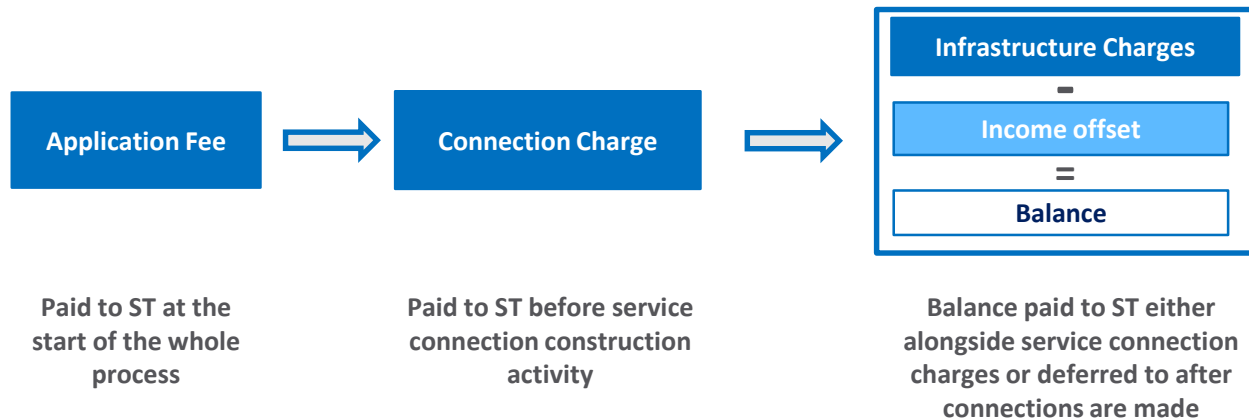 Application Fee
Paid to ST at the
start of the whole
process
Connection Charge
Paid to ST before service
connection construction
activity
Infrastructure Charges
-
Income offset
=
Balance
Balance paid to ST either
alongside service connection
charges or deferred to after
connections are made